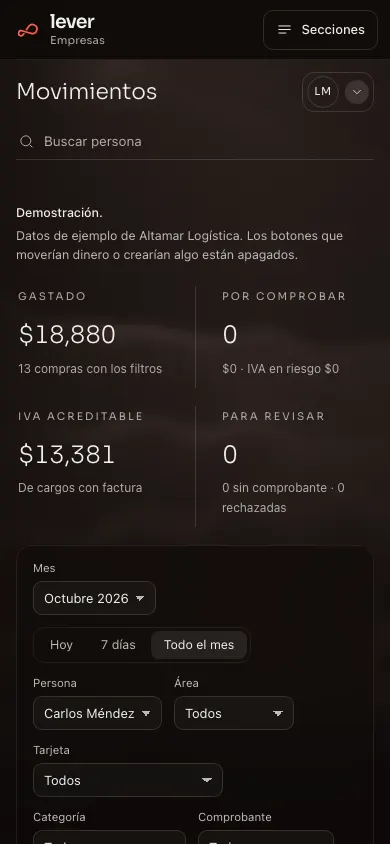 lever
Empresas
Secciones
Movimientos
LM
Buscar persona
Demostración.
Datos de ejemplo de Altamar Logística. Los botones que
moverían dinero o crearían algo están apagados.
GASTADO
$18,880
13 compras con los filtros
POR COMPROBAR
0
$0 · IVA en riesgo $0
IVA ACREDITABLE
$13,381
De cargos con factura
PARA REVISAR
0
0 sin comprobante · 0
rechazadas
Mes
Octubre 2026
Hoy
7 días
Todo el mes
Persona
Área
Carlos Méndez
Todos
Tarjeta
Todos
Categoría
Comprobante